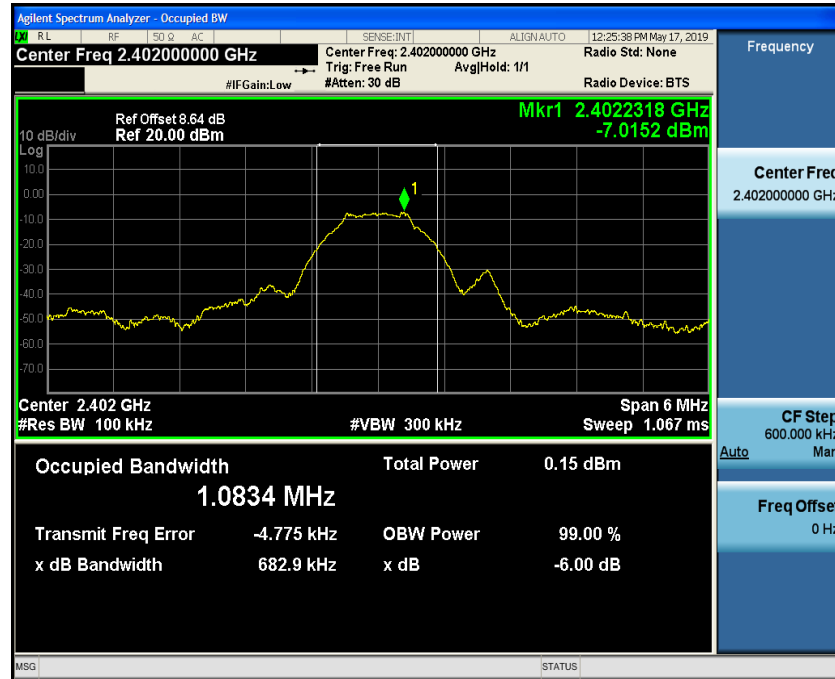 Agilent Spectrum Analyzer - Occupied BW
LXI RL RF 50 Ω AC SENSE:INT ALIGN AUTO 12:25:38 PM May 17, 2019
Center Freq 2.402000000 GHz
Center Freq: 2.402000000 GHz
Radio Std: None
Trig: Free Run Avg|Hold: 1/1
#IFGain:Low
#Atten: 30 dB
Radio Device: BTS
Frequency
Ref Offset 8.64 dB
Mkr1 2.4022318 GHz
10 dB/div
Ref 20.00 dBm
-7.0152 dBm
Log
10.0
0.00
-10.0
-20.0
-30.0
-40.0
-50.0
-60.0
-70.0
1
Center 2.402 GHz
Span 6 MHz
#Res BW 100 kHz
#VBW 300 kHz
Sweep 1.067 ms
Occupied Bandwidth
Total Power 0.15 dBm
1.0834 MHz
Transmit Freq Error -4.775 kHz
OBW Power 99.00 %
x dB Bandwidth 682.9 kHz
x dB -6.00 dB
Center Freq
2.402000000 GHz
CF Step
600.000 kHz
Auto Man
Freq Offset
0 Hz
MSG
STATUS